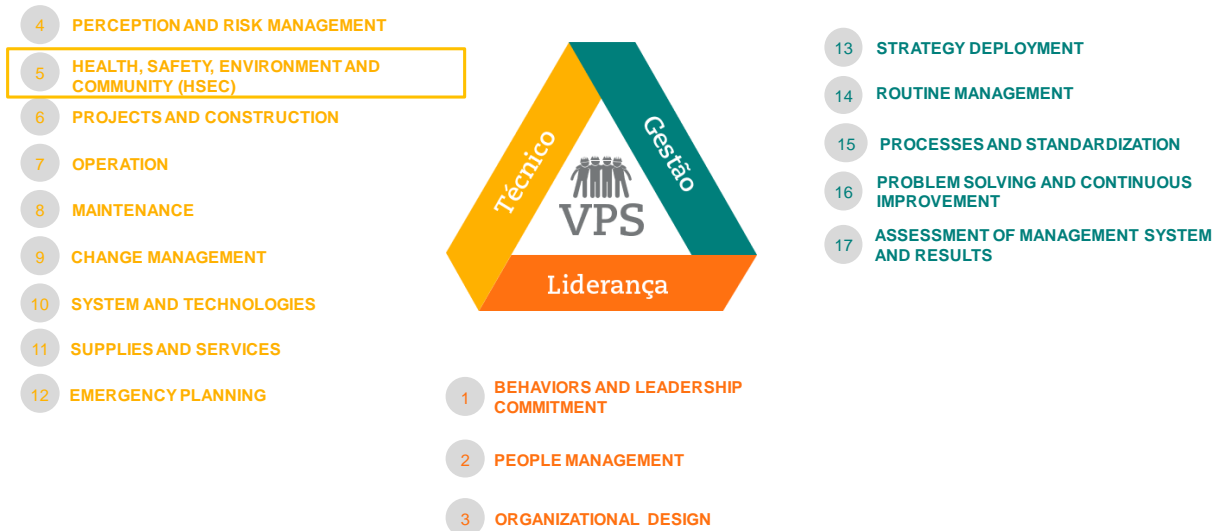 4 PERCEPTION AND RISK MANAGEMENT
5 HEALTH, SAFETY, ENVIRONMENT AND
COMMUNITY (HSEC)
6 PROJECTS AND CONSTRUCTION
7 OPERATION
8 MAINTENANCE
9 CHANGE MANAGEMENT
10 SYSTEM AND TECHNOLOGIES
11 SUPPLIES AND SERVICES
12 EMERGENCY PLANNING
Técnico
Gestão
VPS
Liderança
1 BEHAVIORS AND LEADERSHIP
COMMITMENT
2 PEOPLE MANAGEMENT
3 ORGANIZATIONAL DESIGN
13 STRATEGY DEPLOYMENT
14 ROUTINE MANAGEMENT
15 PROCESSES AND STANDARDIZATION
16 PROBLEM SOLVING AND CONTINUOUS
IMPROVEMENT
17 ASSESSMENT OF MANAGEMENT SYSTEM
AND RESULTS